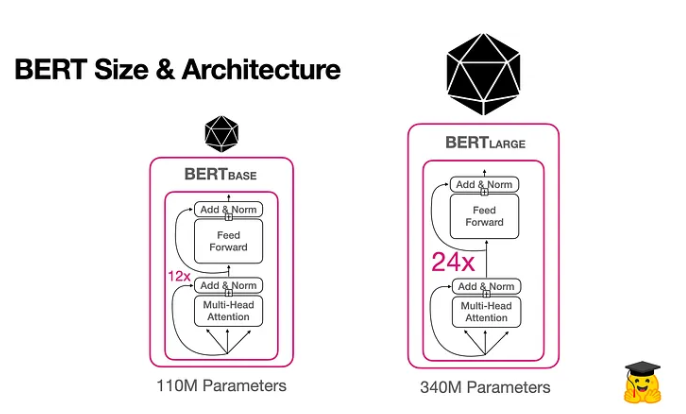 BERT Size & Architecture
BERTBASE
Add & Norm
Feed
Forward
12x
Add & Norm
Multi-Head
Attention
110M Parameters
BERTLARGE
Add & Norm
Feed
Forward
24x
Add & Norm
Multi-Head
Attention
340M Parameters